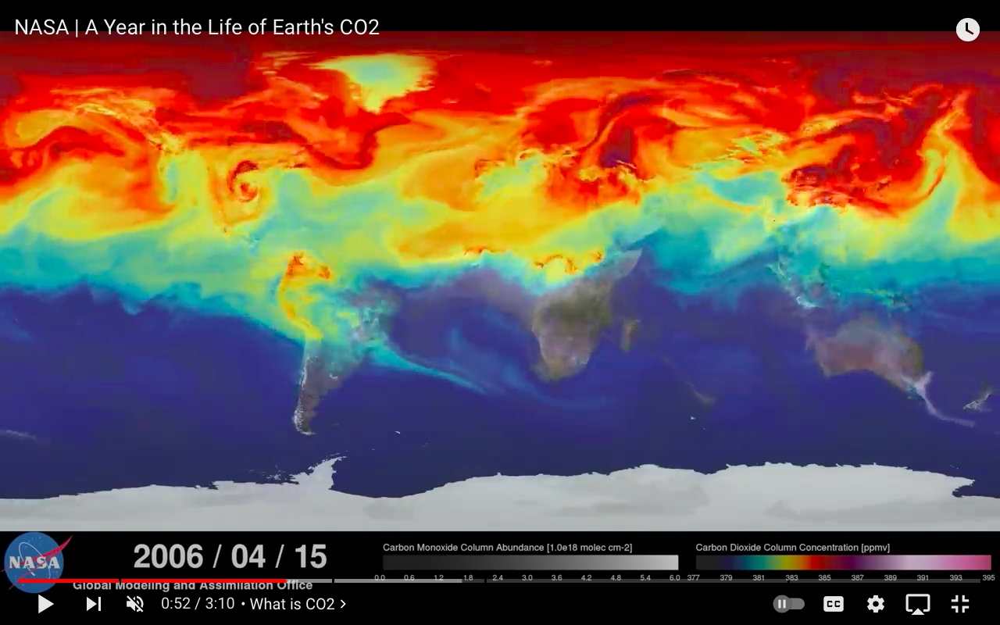 NASA | A Year in the Life of Earth's CO2
NASA
2006 / 04 / 15
Global Modeling and Assimilation Office
Carbon Monoxide Column Abundance [1.0e18 molec cm-2]
0.0 0.6 1.2 1.8 2.4 3.0 3.6 4.2 4.8 5.4 6.0
Carbon Dioxide Column Concentration [ppmv]
377 379 381 383 385 387 389 391 393 395
0:52 / 3:10 • What is CO2 >
CC